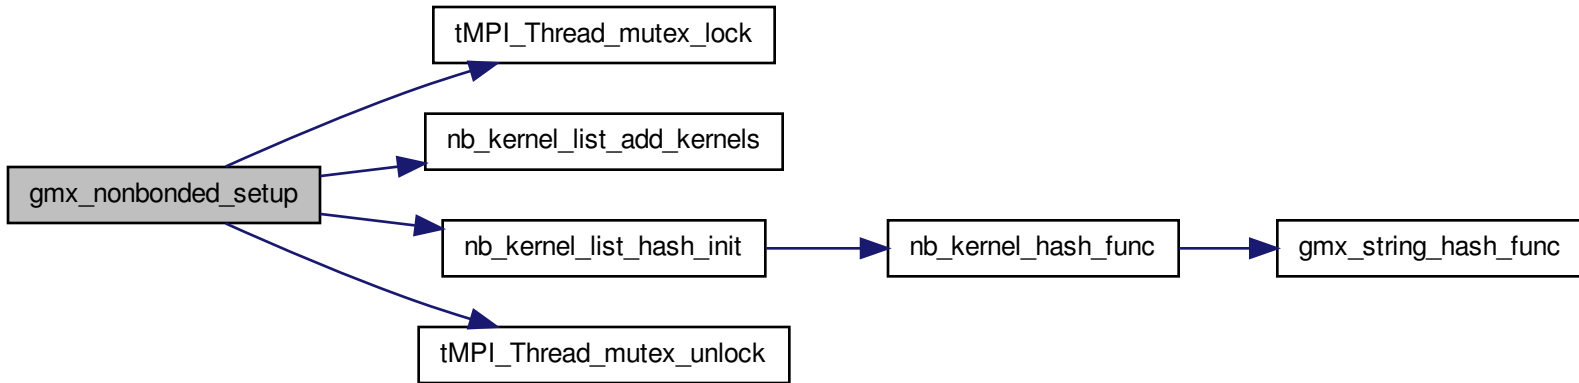 tMPI_Thread_mutex_lock
nb_kernel_list_add_kernels
gmx_nonbonded_setup
nb_kernel_list_hash_init
nb_kernel_hash_func
gmx_string_hash_func
tMPI_Thread_mutex_unlock